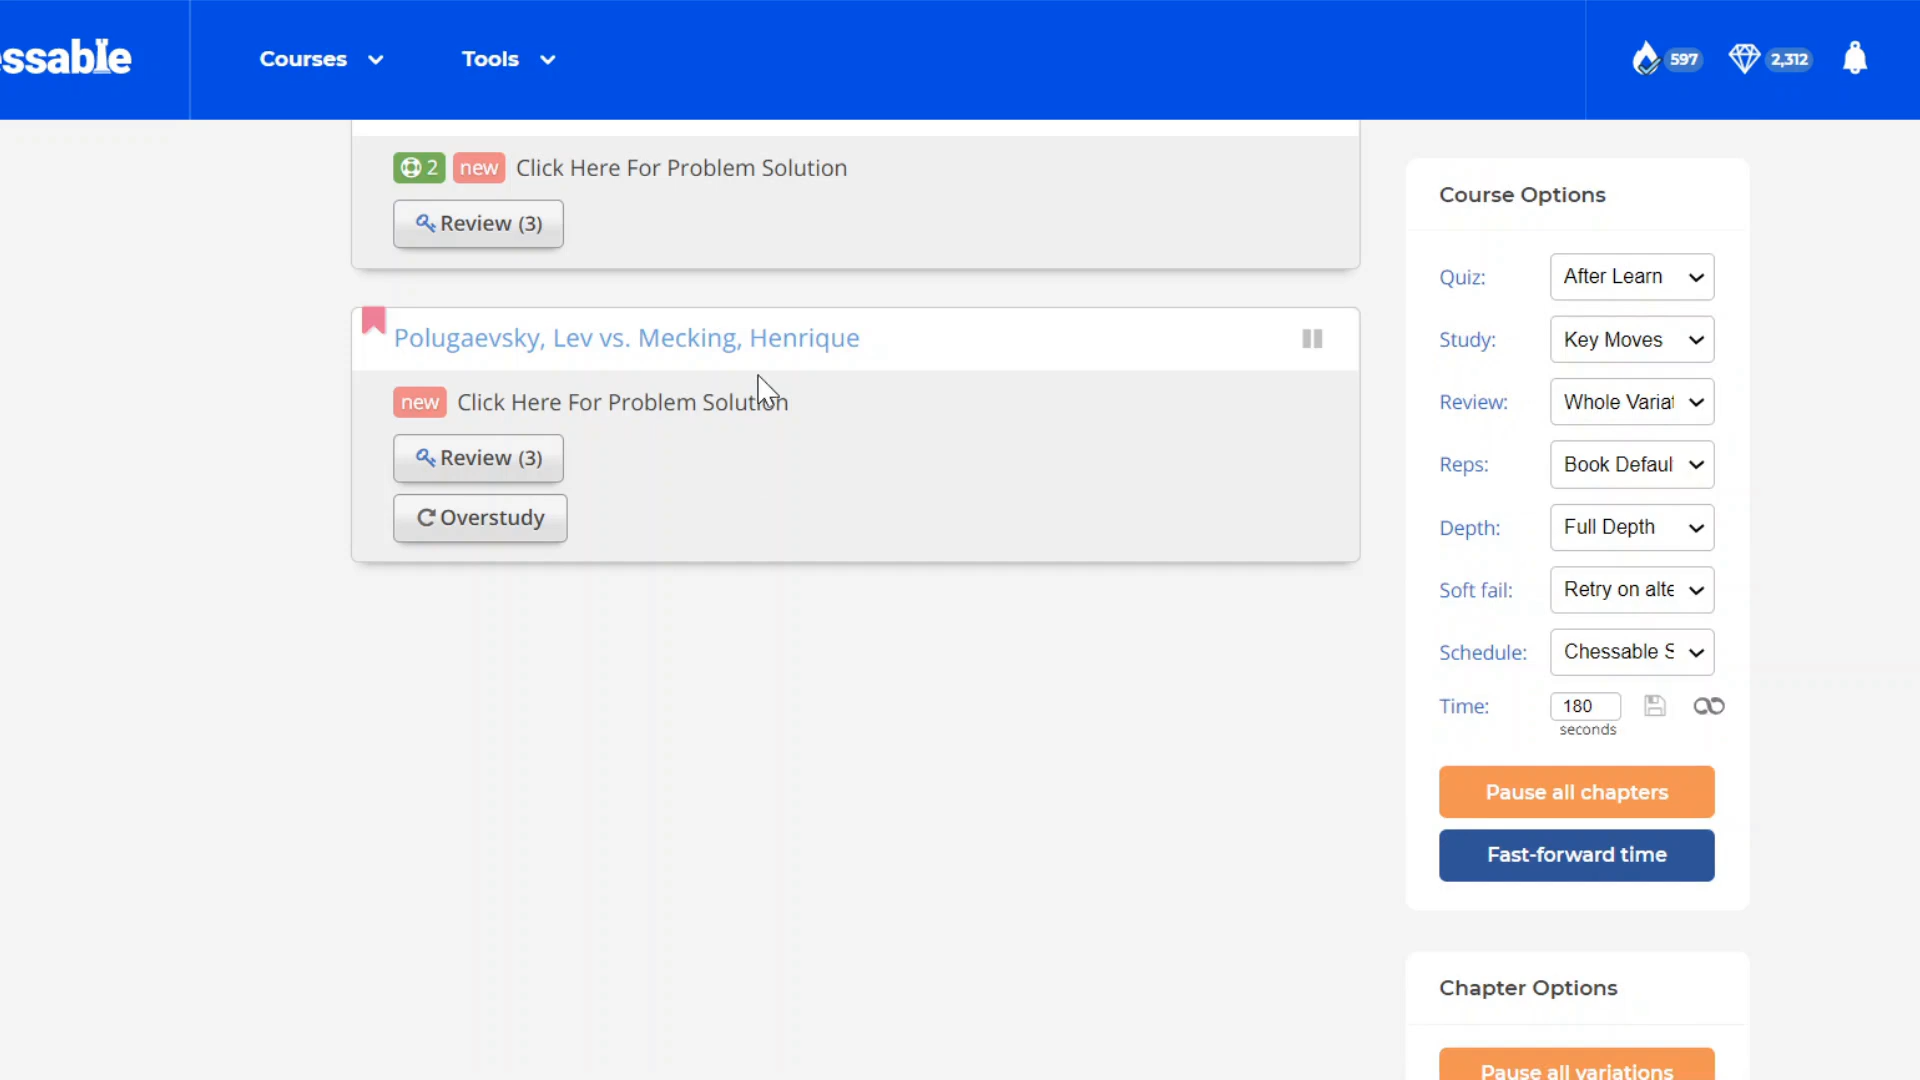 essable
Courses
Tools
597
2,312
2 new Click Here For Problem Solution
Review (3)
Polugaevsky, Lev vs. Mecking, Henrique
new Click Here For Problem Solution
Review (3)
Overstudy
Course Options
Quiz: After Learn
Study: Key Moves
Review: Whole Variat
Reps: Book Defaul
Depth: Full Depth
Soft fail: Retry on alte
Schedule: Chessable S
Time: 180
seconds
Pause all chapters
Fast-forward time
Chapter Options
Pause all variations